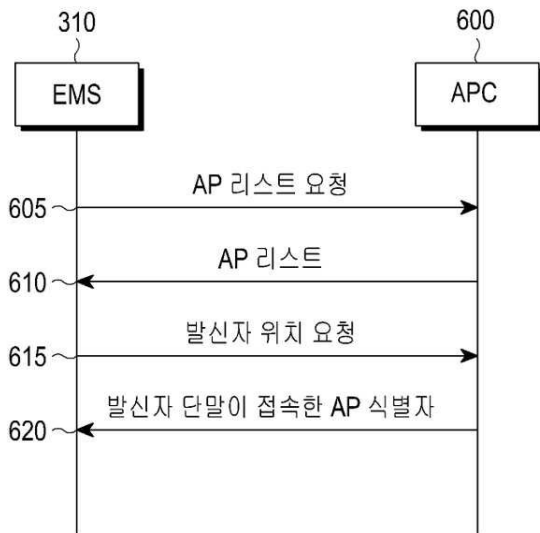 310
600
EMS
APC
AP 리스트 요청
605
AP 리스트
610
발신자 위치 요청
615
발신자 단말이 접속한 AP 식별자
620